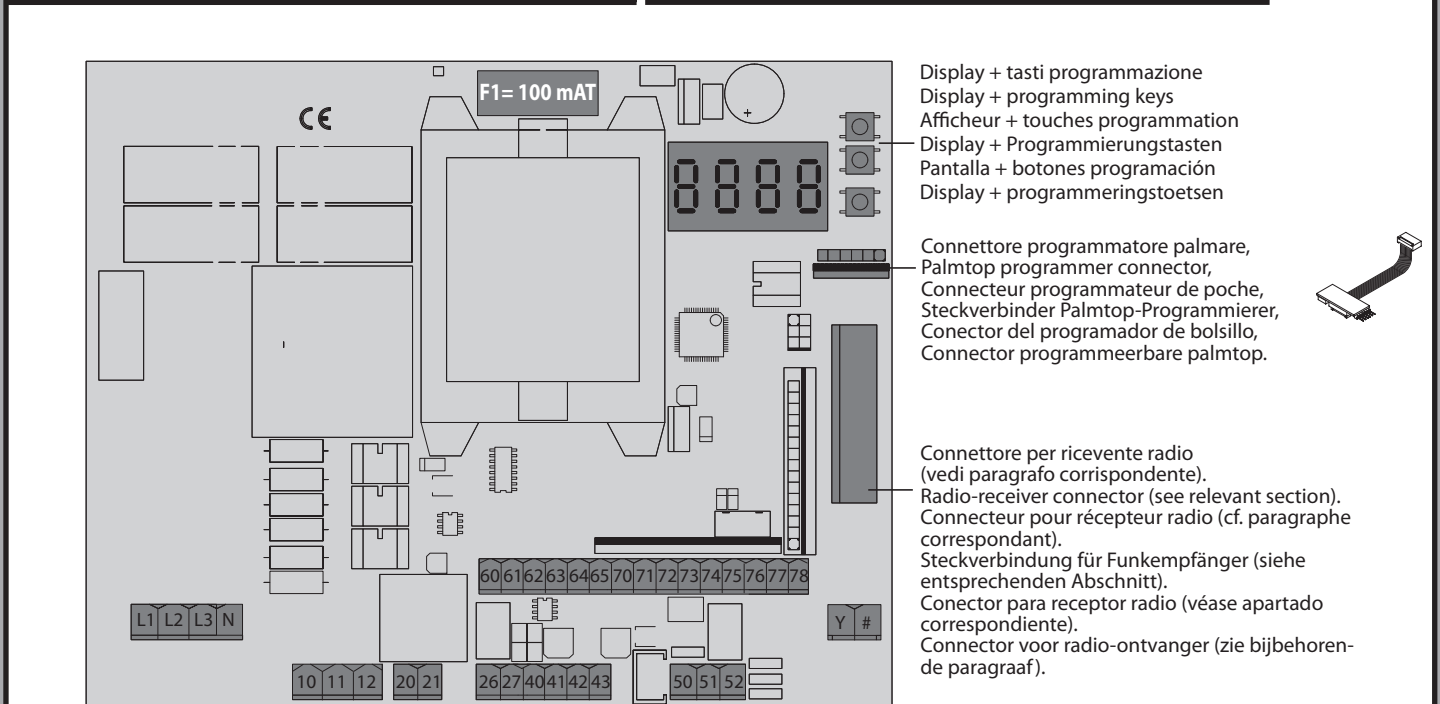 F1= 100 mAT
CE
+
8888
Display + tasti programmazione
Display + programming keys
Afficheur + touches programmation
Display + Programmierungstasten
Pantalla + botones programación
Display + programmeringstoetsen
Connettore programmatore palmare,
Palmtop programmer connector,
Connecteur programmateur de poche,
Steckverbinder Palmtop-Programmierer,
Conector del programador de bolsillo,
Connector programmeerbare palmtop.
Connettore per ricevente radio
(vedi paragrafo corrispondente).
Radio-receiver connector (see relevant section).
Connecteur pour récepteur radio (cf. paragraphe
correspondant).
Steckverbindung für Funkempfänger (siehe
entsprechenden Abschnitt).
Conector para receptor radio (véase apartado
correspondiente).
Connector voor radio-ontvanger (zie bijbehoren-
de paragraaf).
60 61 62 63 64 65 70 71 72 73 74 75 76 77 78
L1 L2 L3 N
Y #
10 11 12 20 21 26 27 40 41 42 43 50 51 52